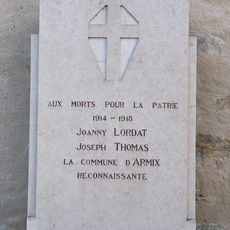 AUX MORTS POUR LA PATRIE
1914 - 1918
JOANNY LORDAT
JOSEPH THOMAS
LA COMMUNE D'ARMIX
RECONNAISSANTE